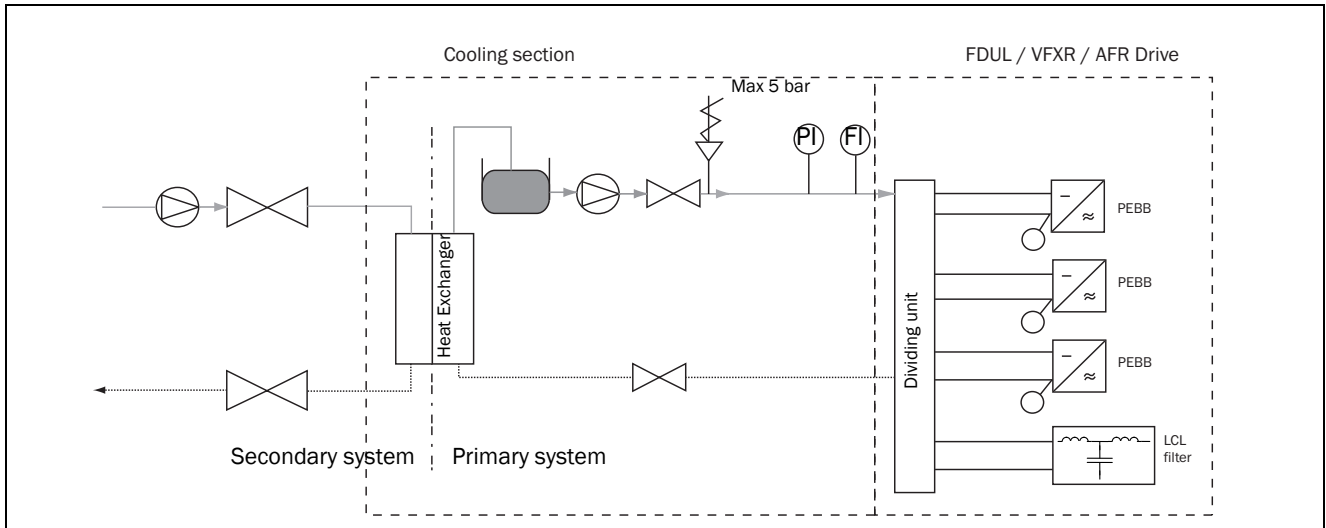 Cooling section
FDUL / VFXR / AFR Drive
Max 5 bar
PI
FI
PEBB
Heat Exchanger
PEBB
Dividing unit
PEBB
Secondary system
Primary system
LCL
filter